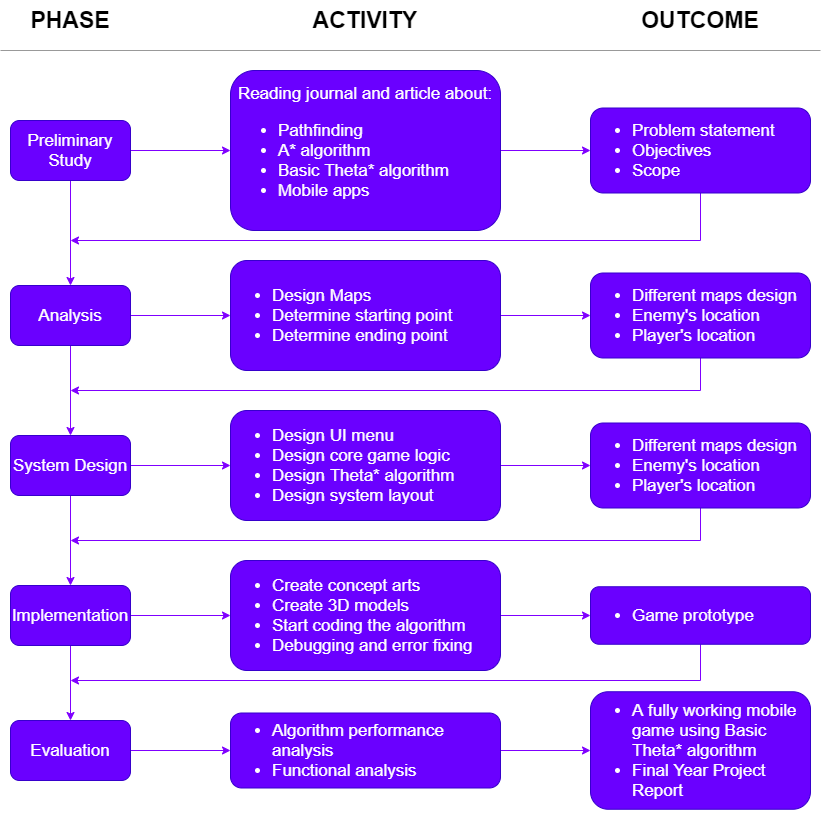 PHASE ACTIVITY OUTCOME
Preliminary
Study
Reading journal and article about:
• Pathfinding
• A* algorithm
• Basic Theta* algorithm
• Mobile apps
• Problem statement
• Objectives
• Scope
Analysis
• Design Maps
• Determine starting point
• Determine ending point
• Different maps design
• Enemy's location
• Player's location
System Design
• Design UI menu
• Design core game logic
• Design Theta* algorithm
• Design system layout
• Different maps design
• Enemy's location
• Player's location
Implementation
• Create concept arts
• Create 3D models
• Start coding the algorithm
• Debugging and error fixing
• Game prototype
Evaluation
• Algorithm performance
analysis
• Functional analysis
• A fully working mobile
game using Basic
Theta* algorithm
• Final Year Project
Report